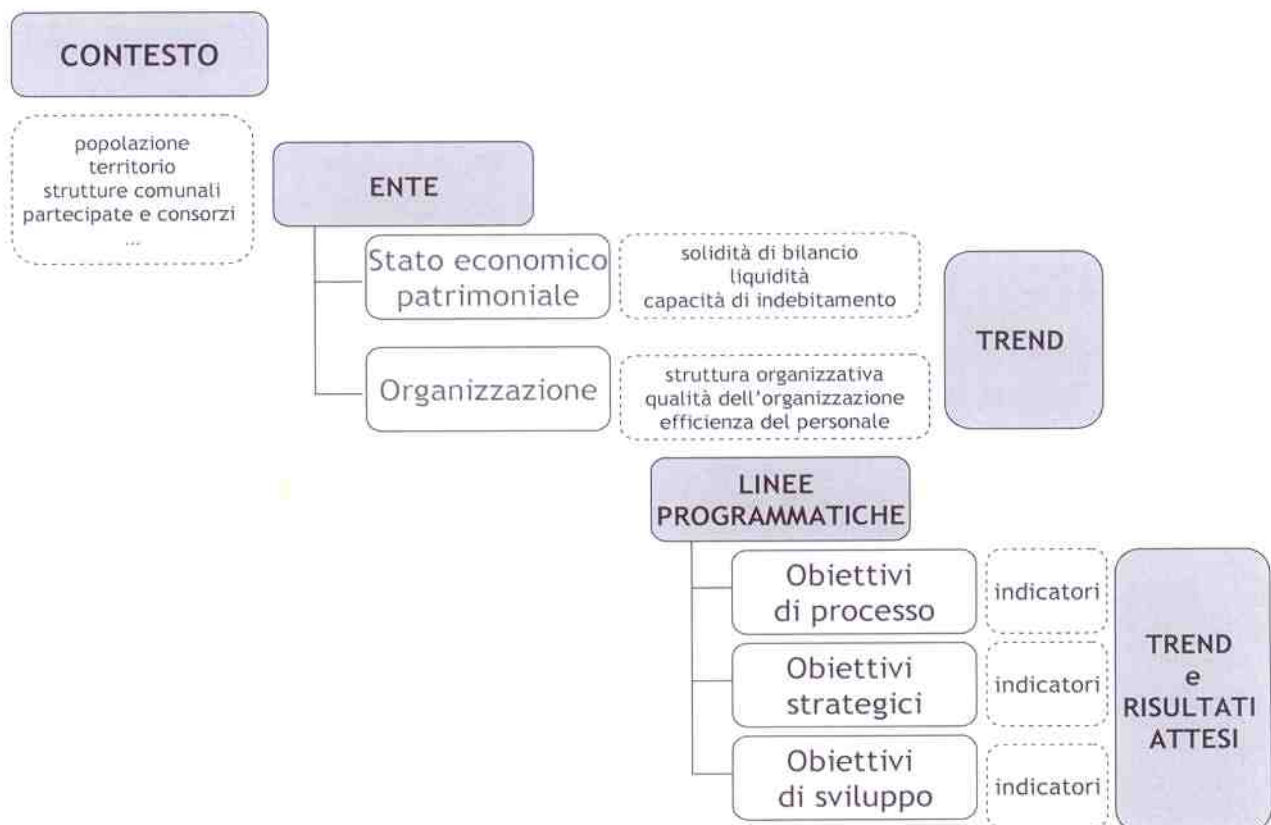 CONTESTO
popolazione
territorio
strutture comunali
partecipate e consorzi
...
ENTE
Stato economico
patrimoniale
solidità di bilancio
liquidità
capacità di indebitamento
Organizzazione
struttura organizzativa
qualità dell'organizzazione
efficienza del personale
TREND
LINEE
PROGRAMMATICHE
Obiettivi
di processo
indicatori
Obiettivi
strategici
indicatori
Obiettivi
di sviluppo
indicatori
TREND
e
RISULTATI
ATTESI